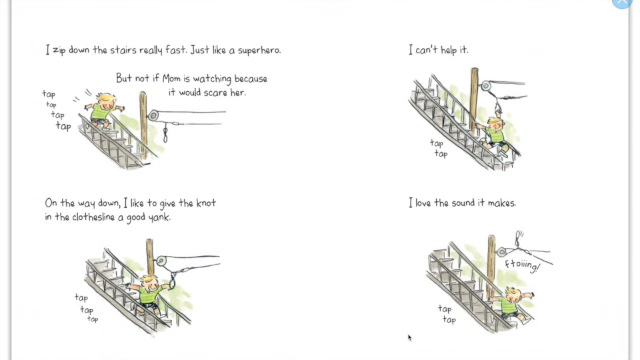 I zip down the stairs really fast. Just like a superhero.
But not if Mom is watching because
it would scare her.
tap
tap
tap
tap
On the way down, I like to give the knot
in the clothesline a good yank.
tap
tap
tap
I can't help it.
tap
tap
I love the sound it makes.
ftoiiing!
tap
tap